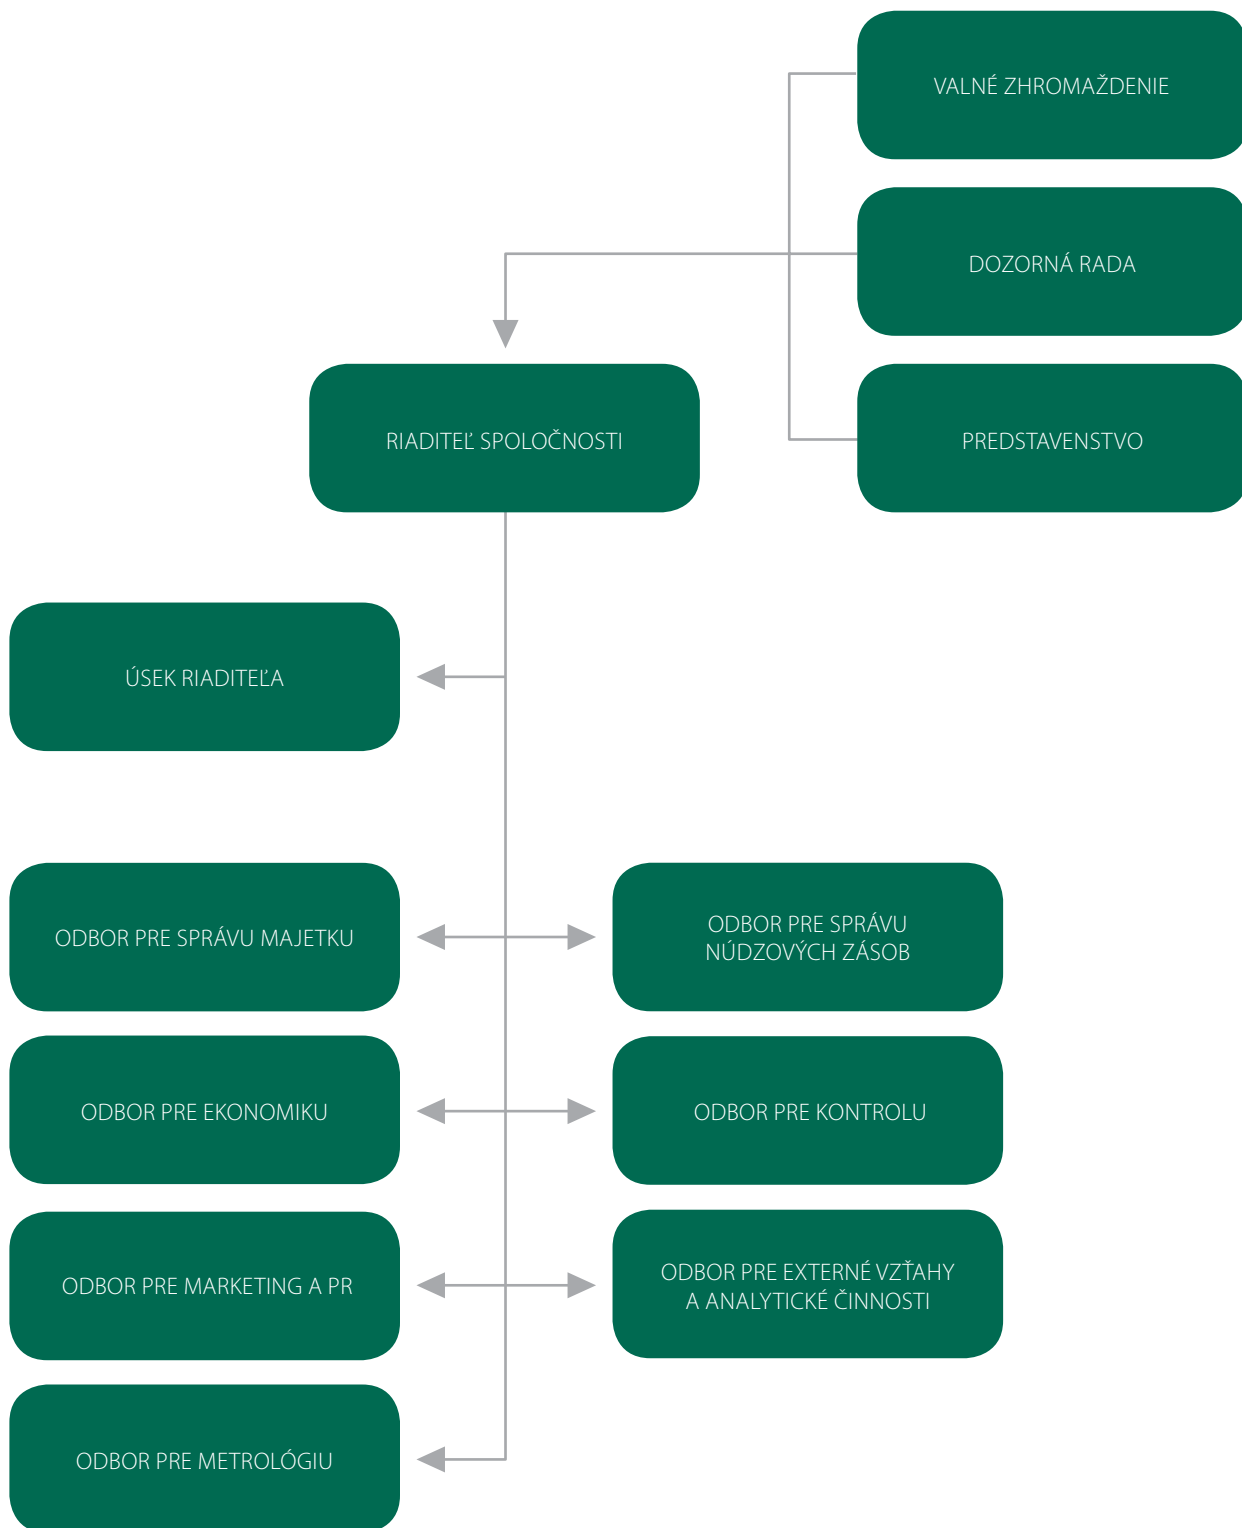 VALNÉ ZHROMAŽDENIE
DOZORNÁ RADA
RIADITEĽ SPOLOČNOSTI
PREDSTAVENSTVO
ÚSEK RIADITEĽA
ODBOR PRE SPRÁVU MAJETKU
ODBOR PRE SPRÁVU
NÚDZOVÝCH ZÁSOB
ODBOR PRE EKONOMIKU
ODBOR PRE KONTROLU
ODBOR PRE MARKETING A PR
ODBOR PRE EXTERNÉ VZŤAHY
A ANALYTICKÉ ČINNOSTI
ODBOR PRE METROLÓGIU